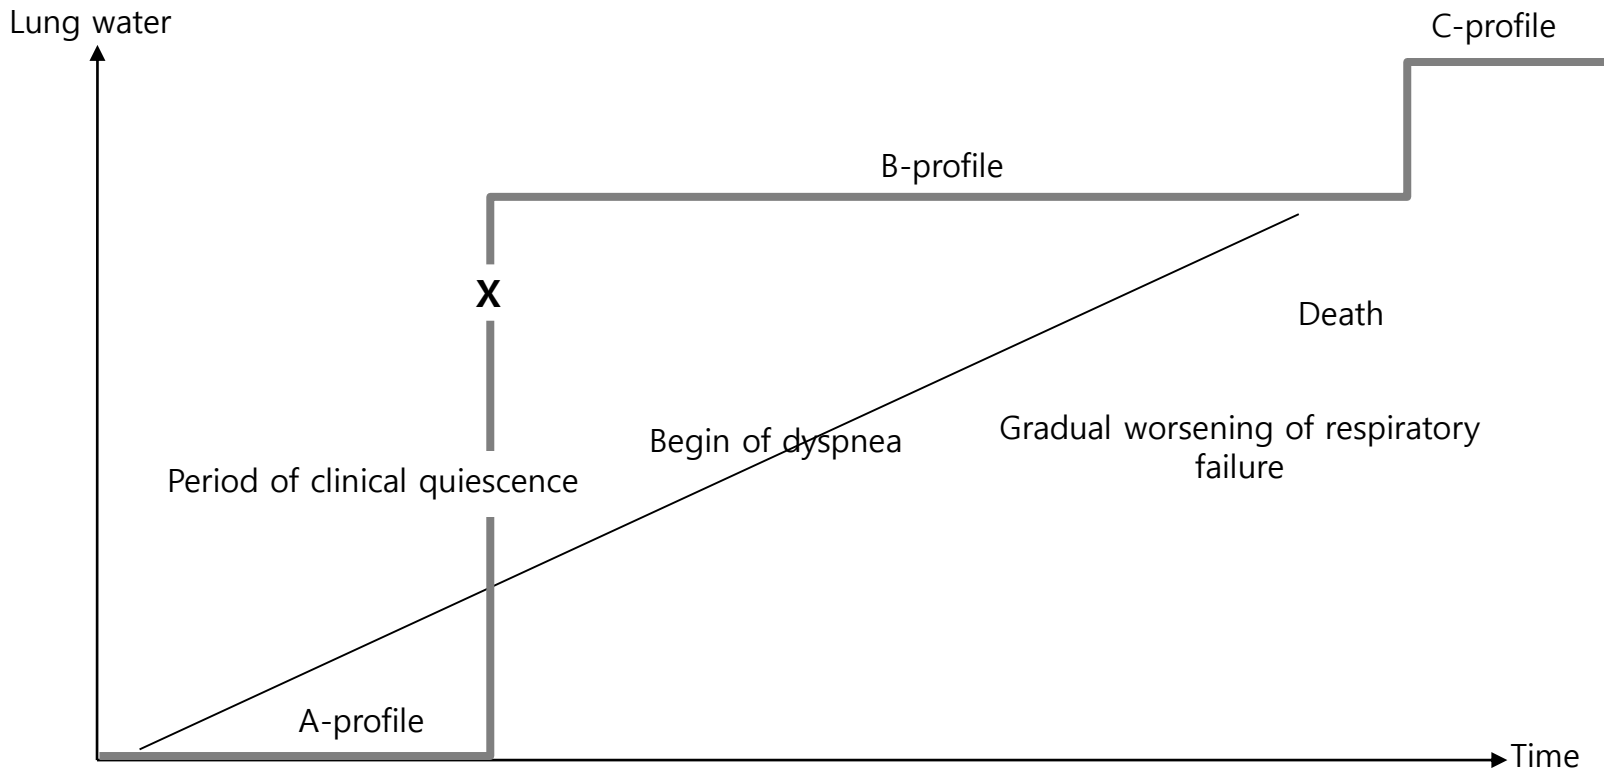 Lung water
C-profile
B-profile
X
Death
Begin of dyspnea
Gradual worsening of respiratory
failure
Period of clinical quiescence
A-profile
Time